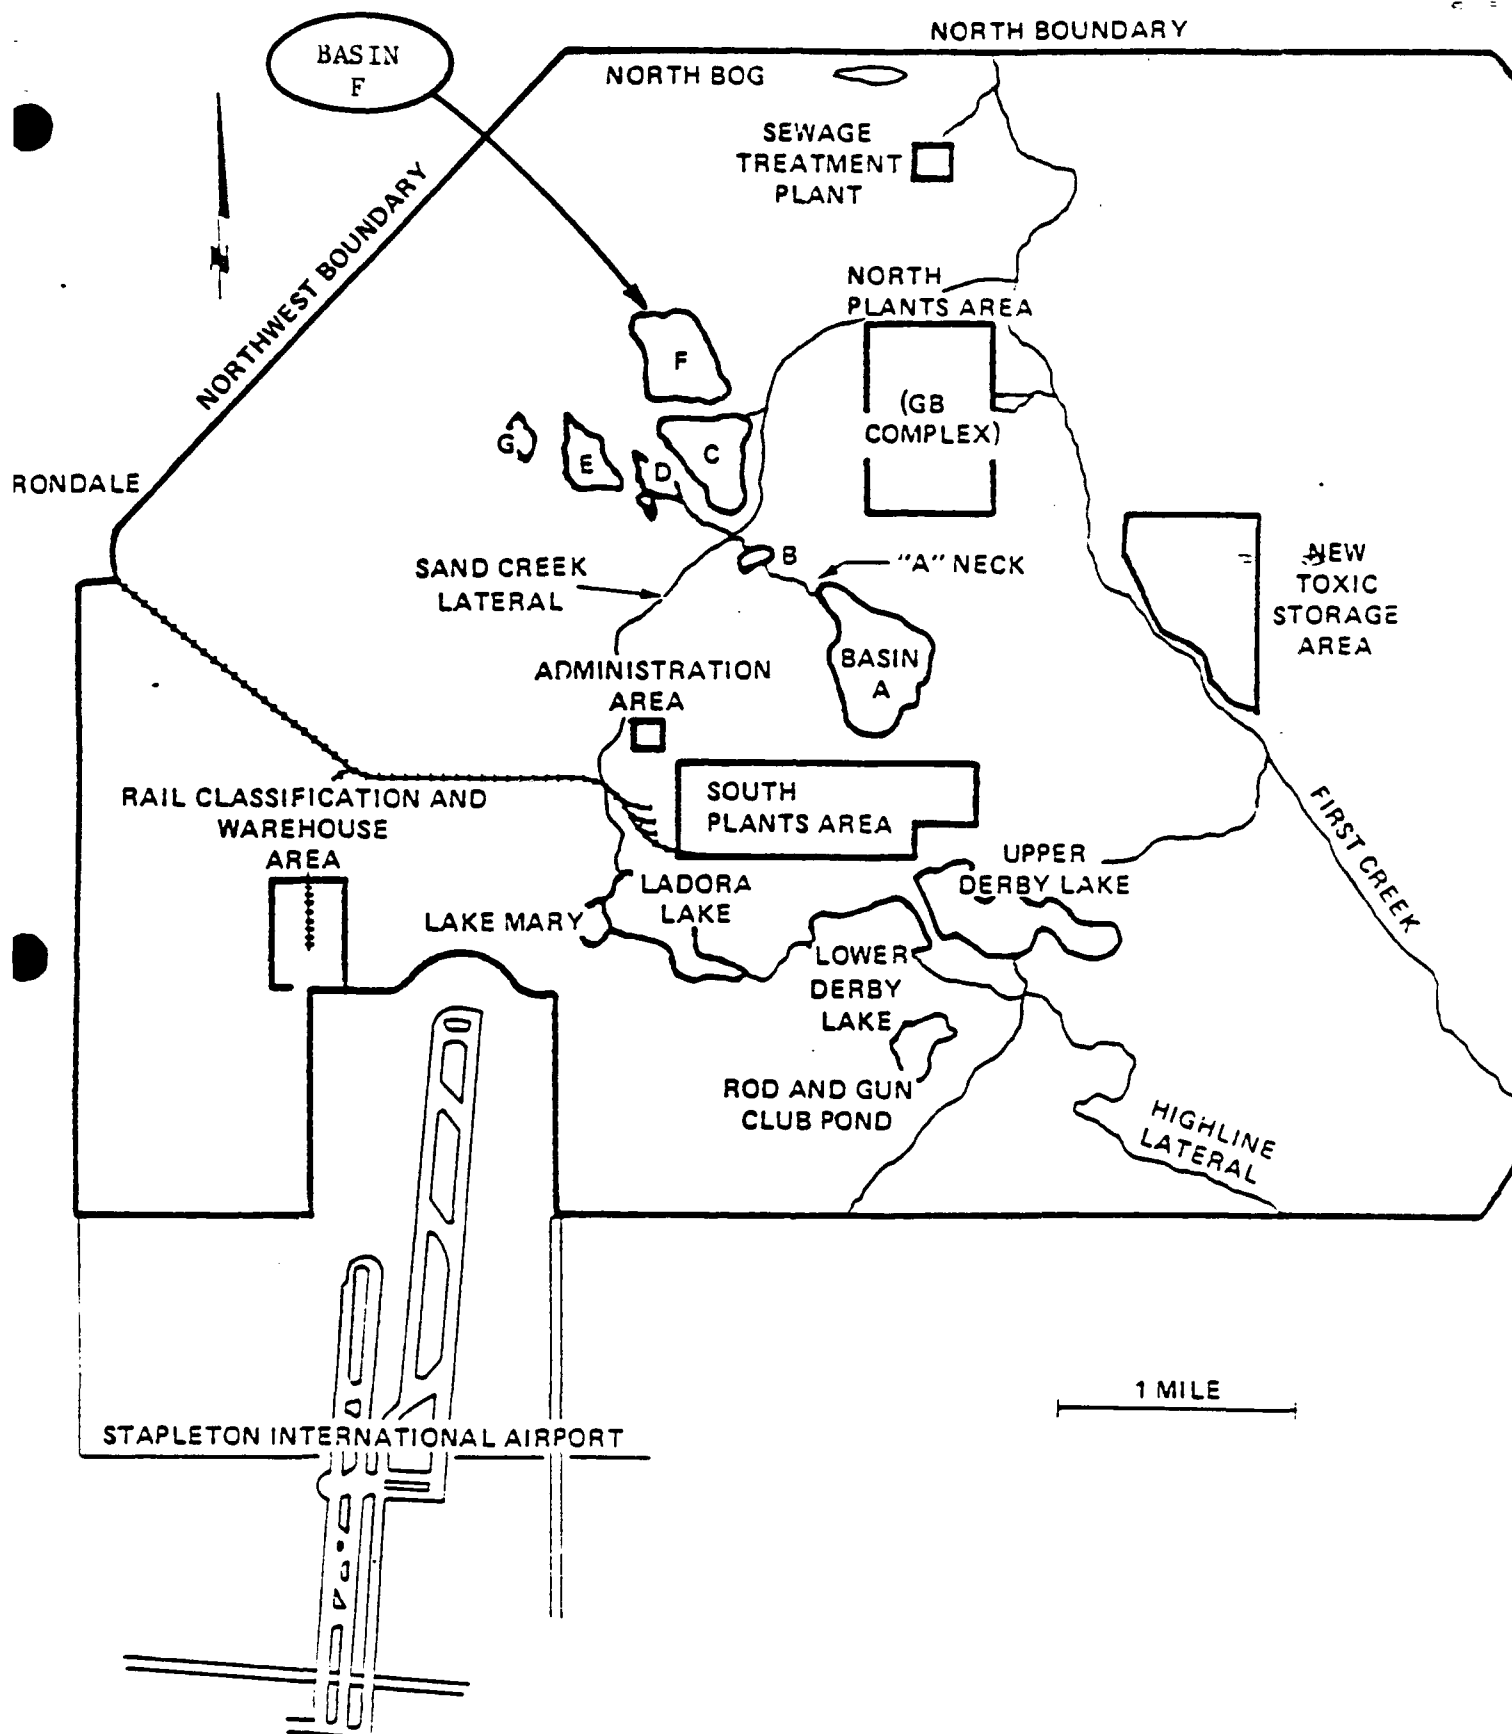 NORTH BOUNDARY
BASIN
F
NORTH BOG
SEWAGE
TREATMENT
PLANT
NORTHWEST BOUNDARY
NORTH
PLANTS AREA
F
(GB
COMPLEX)
G
E
D
C
RONDALE
B
"A" NECK
SAND CREEK
LATERAL
NEW
TOXIC
STORAGE
AREA
BASIN
A
ADMINISTRATION
AREA
SOUTH
PLANTS AREA
RAIL CLASSIFICATION AND
WAREHOUSE
AREA
FIRST CREEK
UPPER
DERBY LAKE
LADORA
LAKE
LAKE MARY
LOWER
DERBY
LAKE
ROD AND GUN
CLUB POND
HIGHLINE
LATERAL
1 MILE
STAPLETON INTERNATIONAL AIRPORT